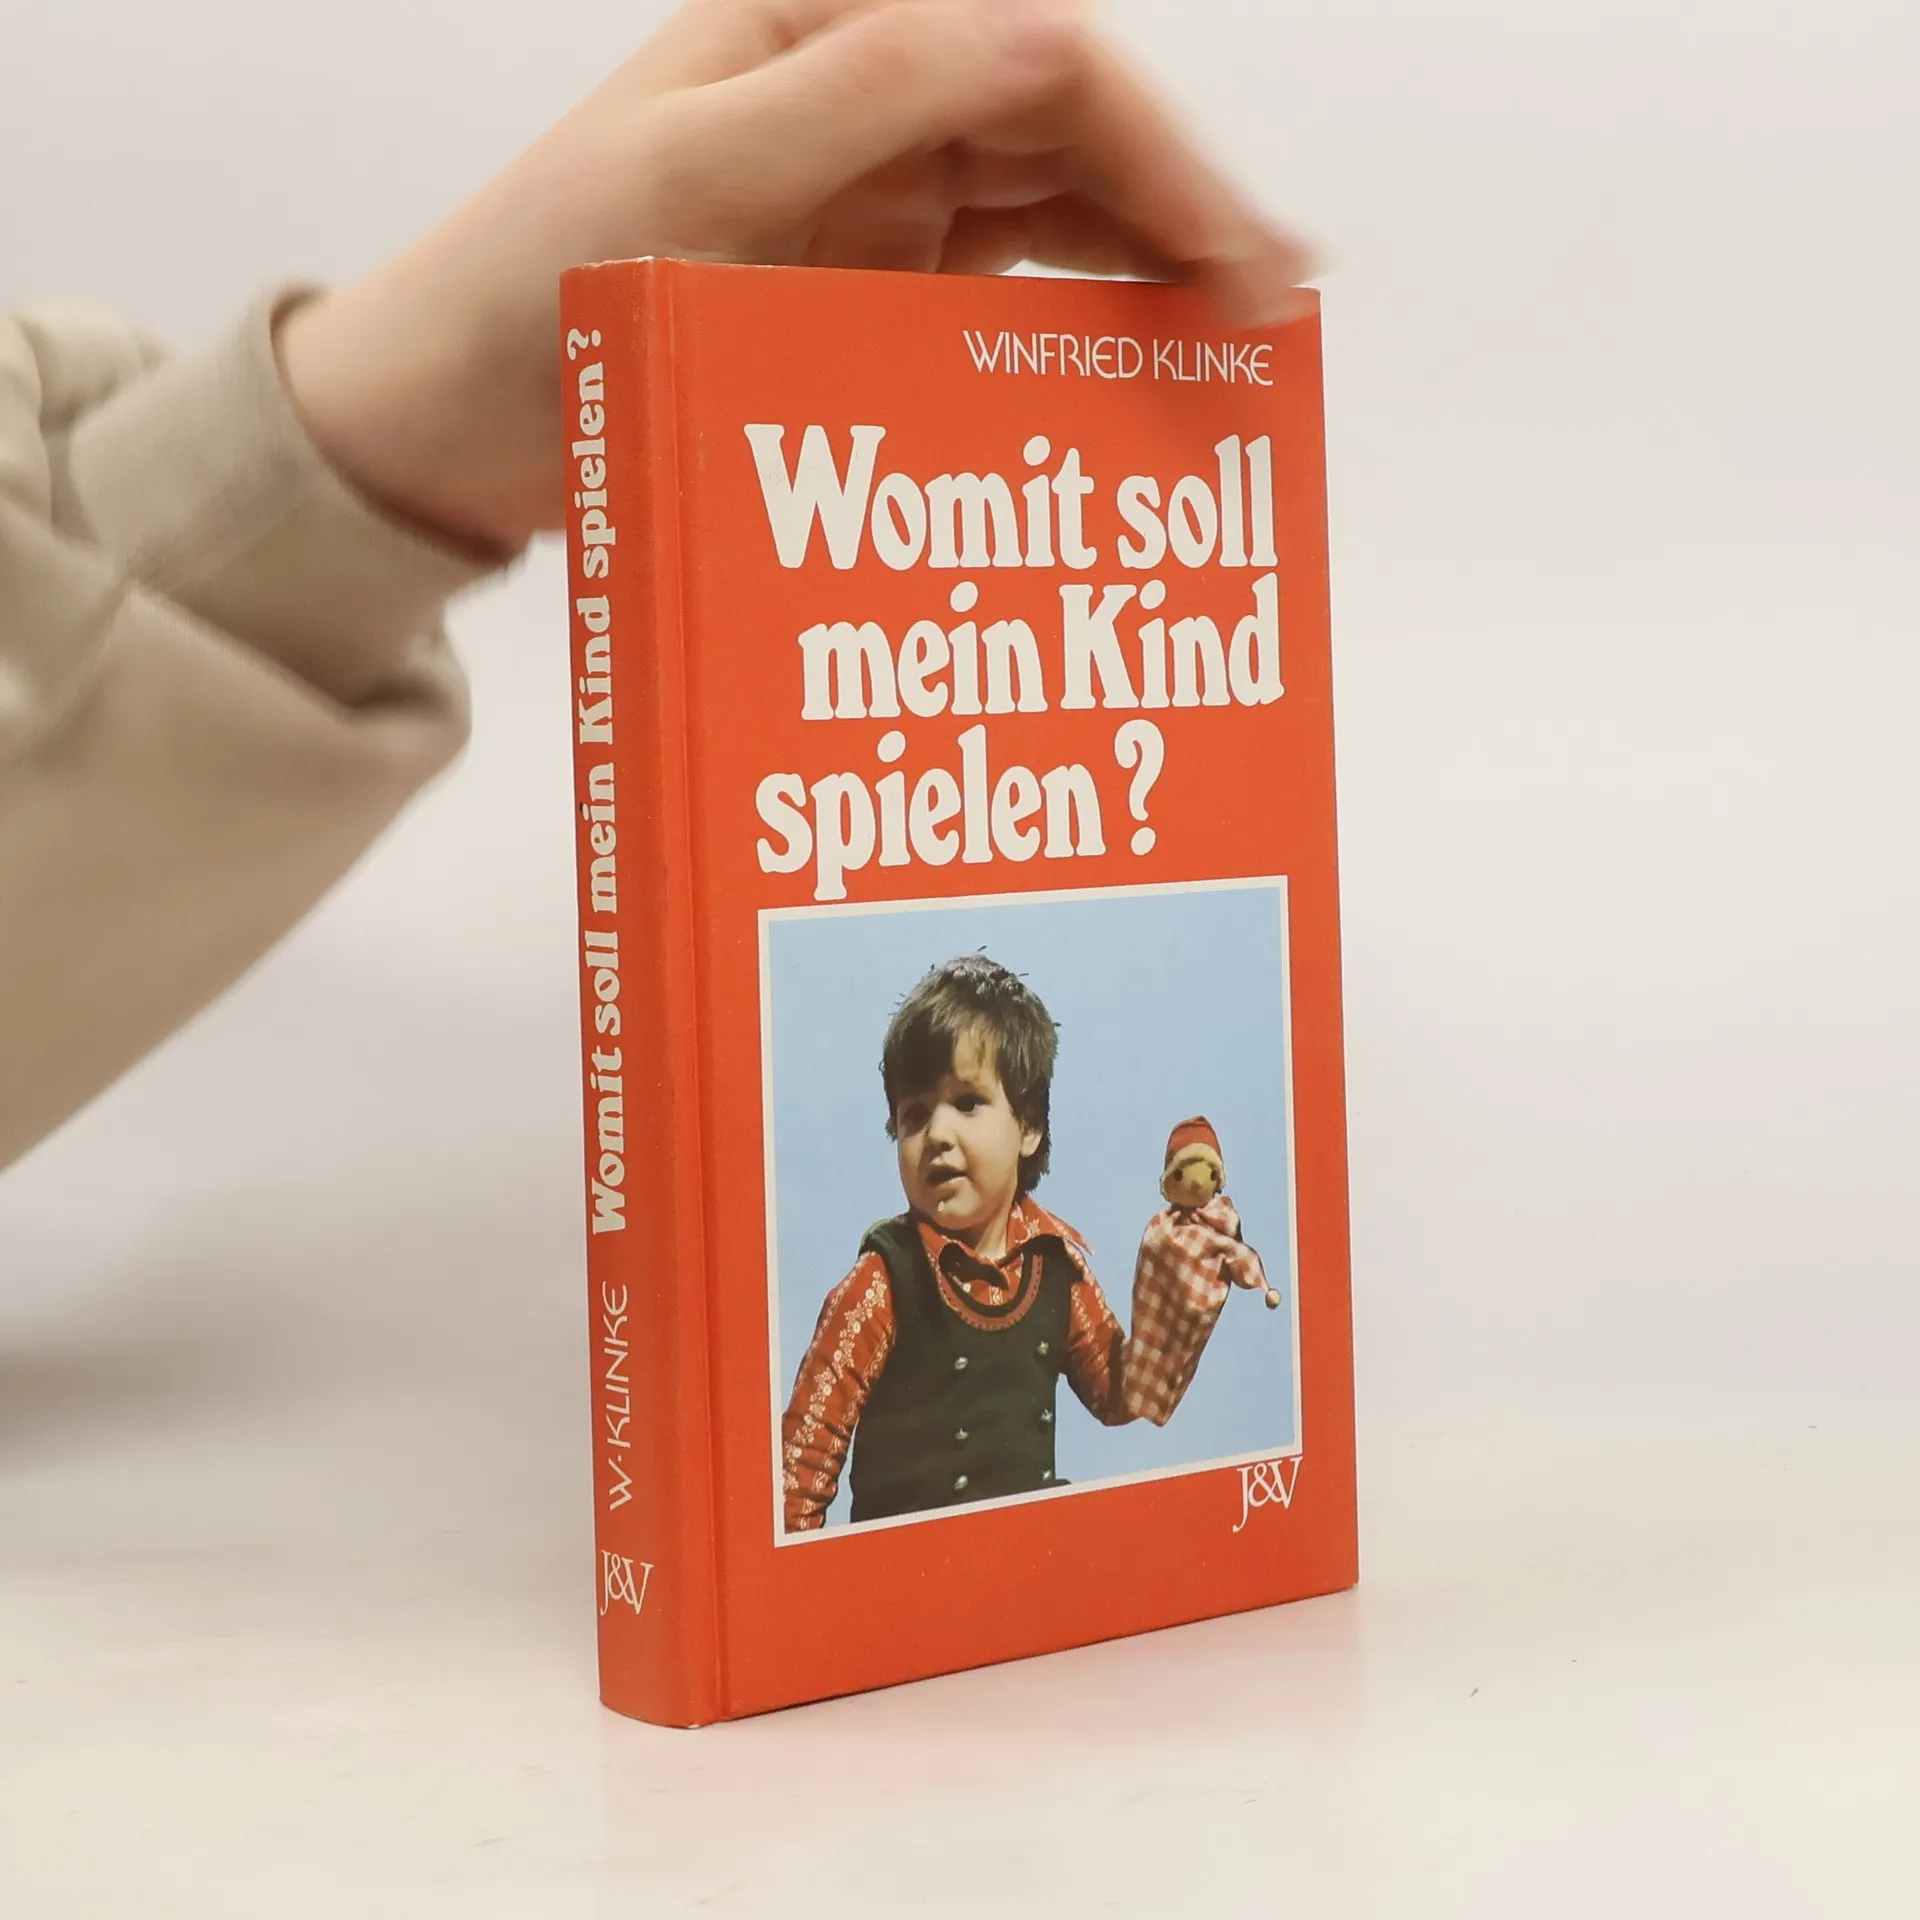 WINFRIED KLINKE
Womit soll
mein Kind
spielen?
J&V
Womit soll mein Kind spielen?
W·KLINKE
J&V